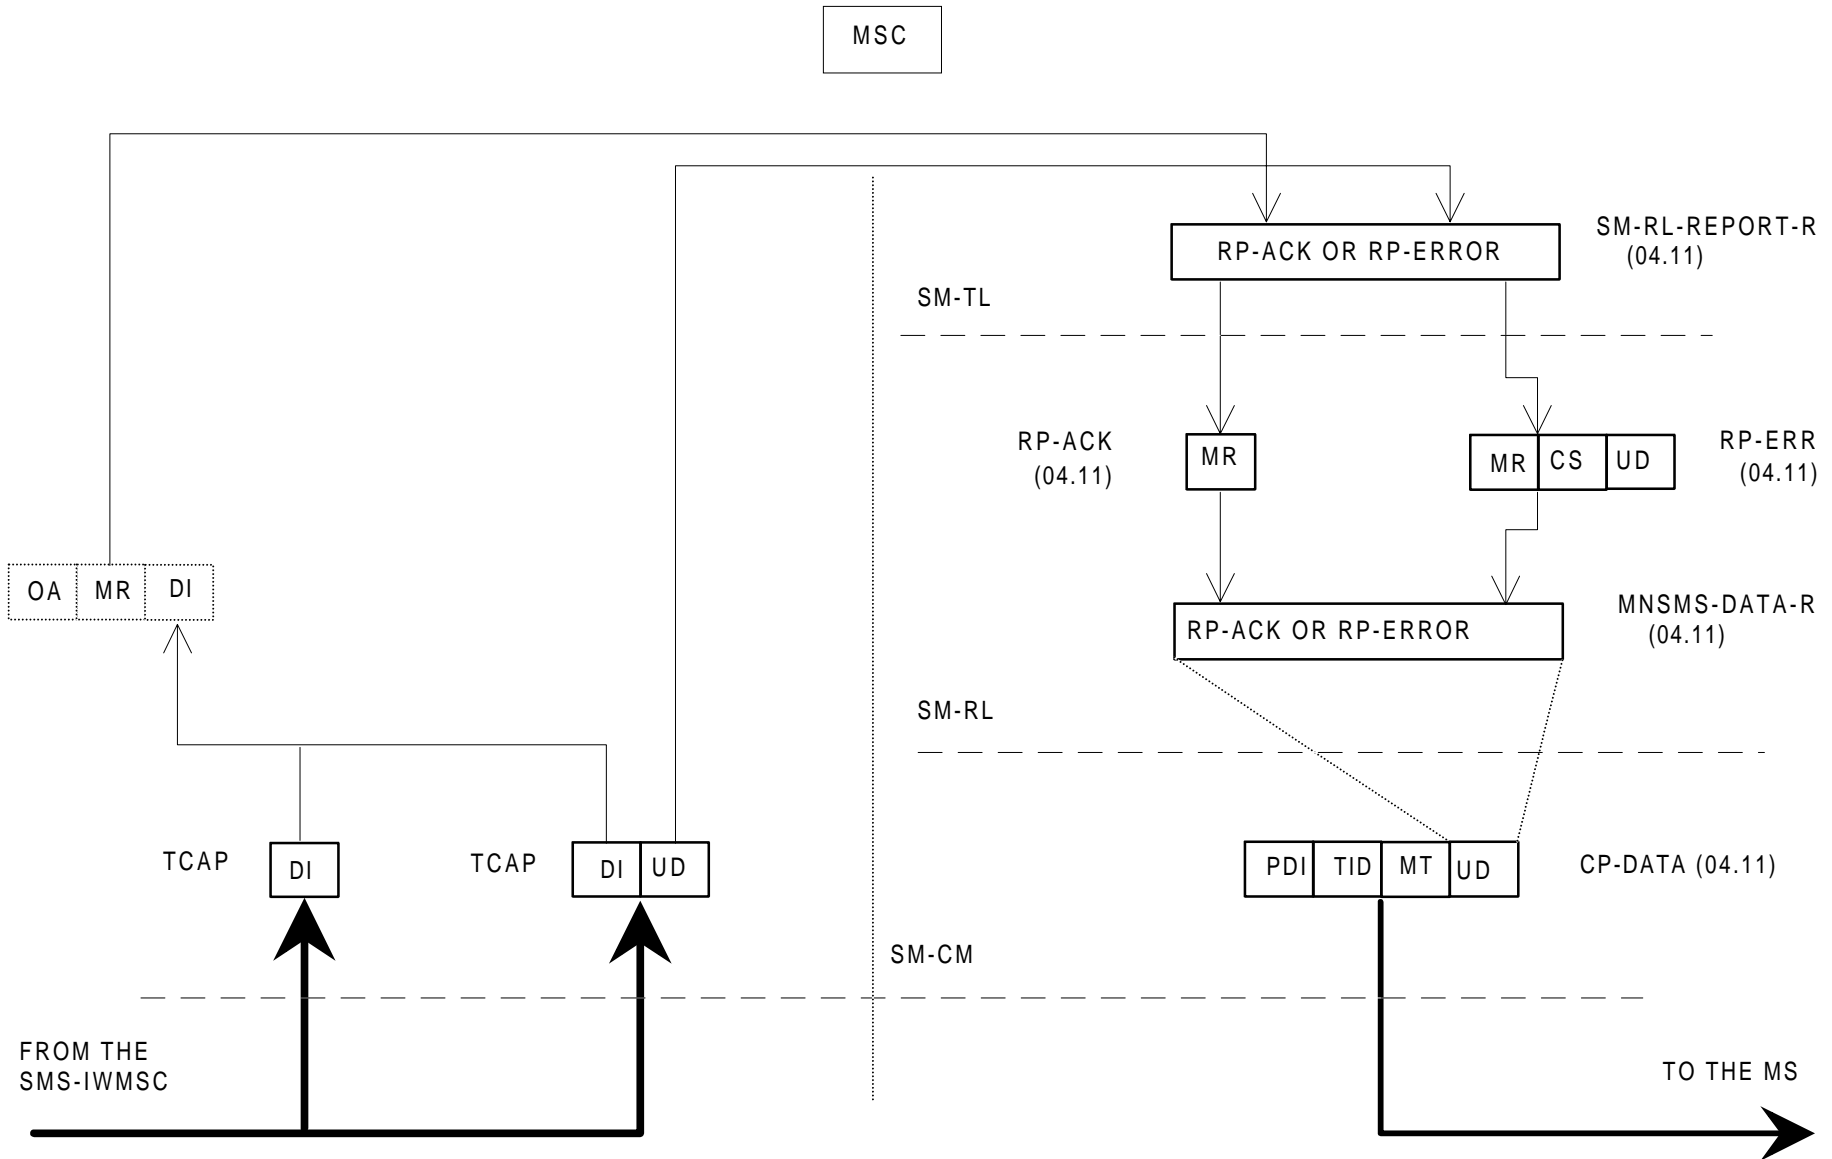 MSC
SM-RL-REPORT-R
(04.11)
RP-ACK OR RP-ERROR
SM-TL
RP-ACK
(04.11)
MR
MR CS UD
RP-ERR
(04.11)
OA MR DI
RP-ACK OR RP-ERROR
MNSMS-DATA-R
(04.11)
SM-RL
TCAP DI
TCAP DI UD
PDI TID MT UD
CP-DATA (04.11)
SM-CM
FROM THE
SMS-IWMSC
TO THE MS